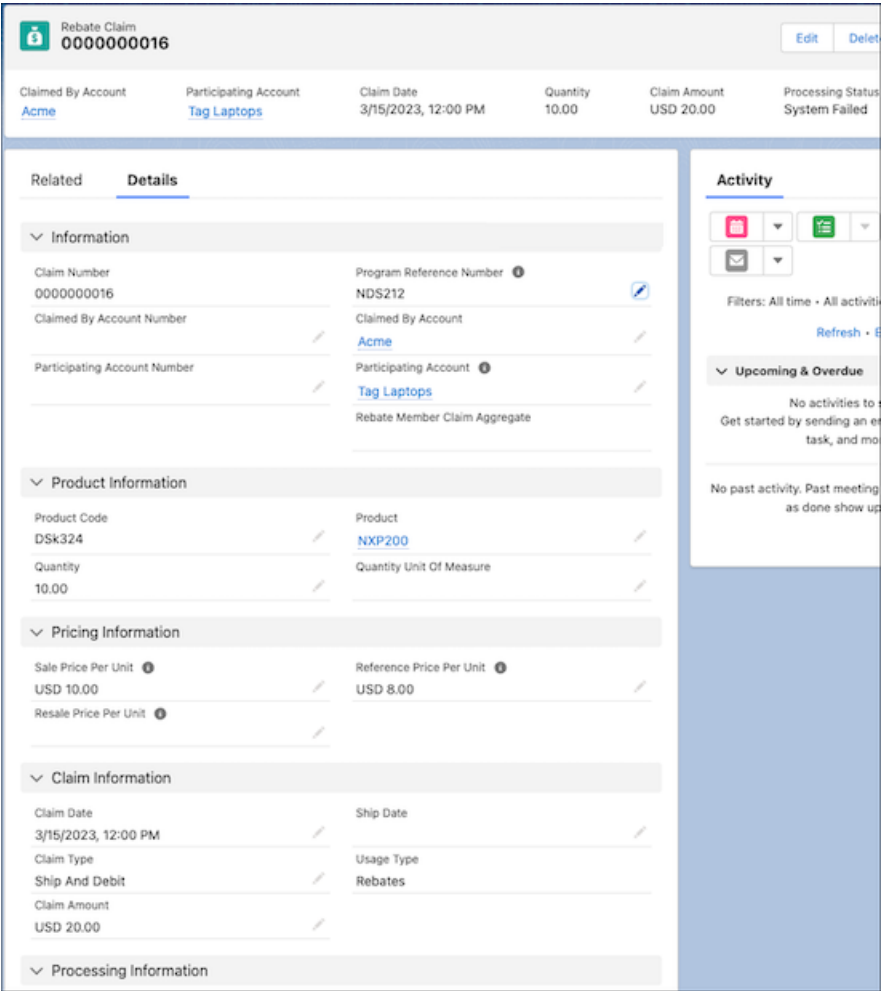 Rebate Claim
0000000016
Edit
Delet
Claimed By Account
Participating Account
Claim Date
Quantity
Claim Amount
Processing Status
Acme
Tag Laptops
3/15/2023, 12:00 PM
10.00
USD 20.00
System Failed
Related
Details
Information
Claim Number
Program Reference Number
0000000016
NDS212
Claimed By Account Number
Claimed By Account
Acme
Participating Account Number
Participating Account
Tag Laptops
Rebate Member Claim Aggregate
Product Information
Product Code
Product
DSk324
NXP200
Quantity
Quantity Unit Of Measure
10.00
Pricing Information
Sale Price Per Unit
Reference Price Per Unit
USD 10.00
USD 8.00
Resale Price Per Unit
Claim Information
Claim Date
Ship Date
3/15/2023, 12:00 PM
Claim Type
Usage Type
Ship And Debit
Rebates
Claim Amount
USD 20.00
Processing Information
Activity
Filters: All time • All activiti
Refresh • E
Upcoming & Overdue
No activities to s
Get started by sending an e
task, and mo
No past activity. Past meeting
as done show up